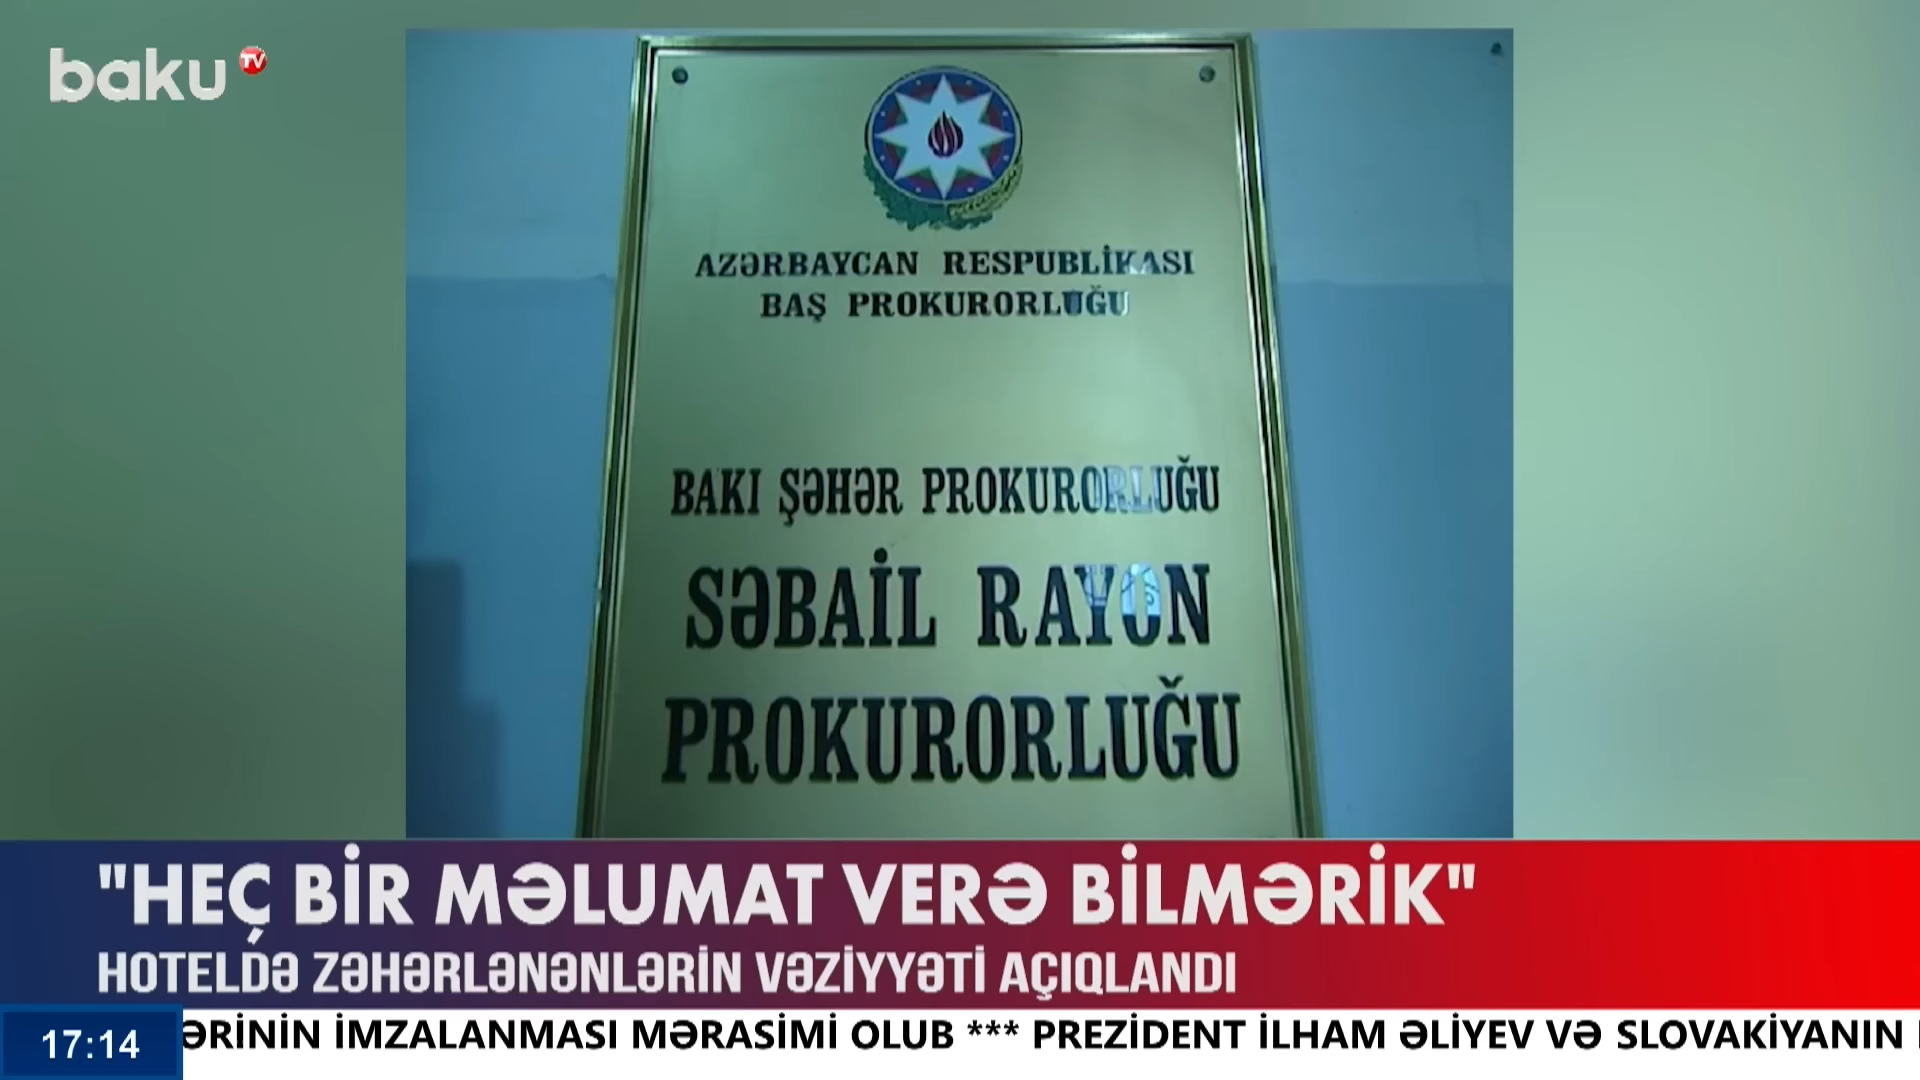 baku TV
AZƏRBAYCAN RESPUBLİKASI
BAŞ PROKURORLUĞU
BAKI ŞƏHƏR PROKURORLUĞU
SƏBAİL RAYON
PROKURORLUĞU
"HEÇ BİR MƏLUMAT VERƏ BİLMƏRİK"
HOTELDƏ ZƏHƏRLƏNƏNLƏRİN VƏZİYYƏTİ AÇIQLANDI
17:14 ƏRİNİN İMZALANMASI MƏRASİMİ OLUB *** PREZİDENT İLHAM ƏLİYEV VƏ SLOVAKİYANIN